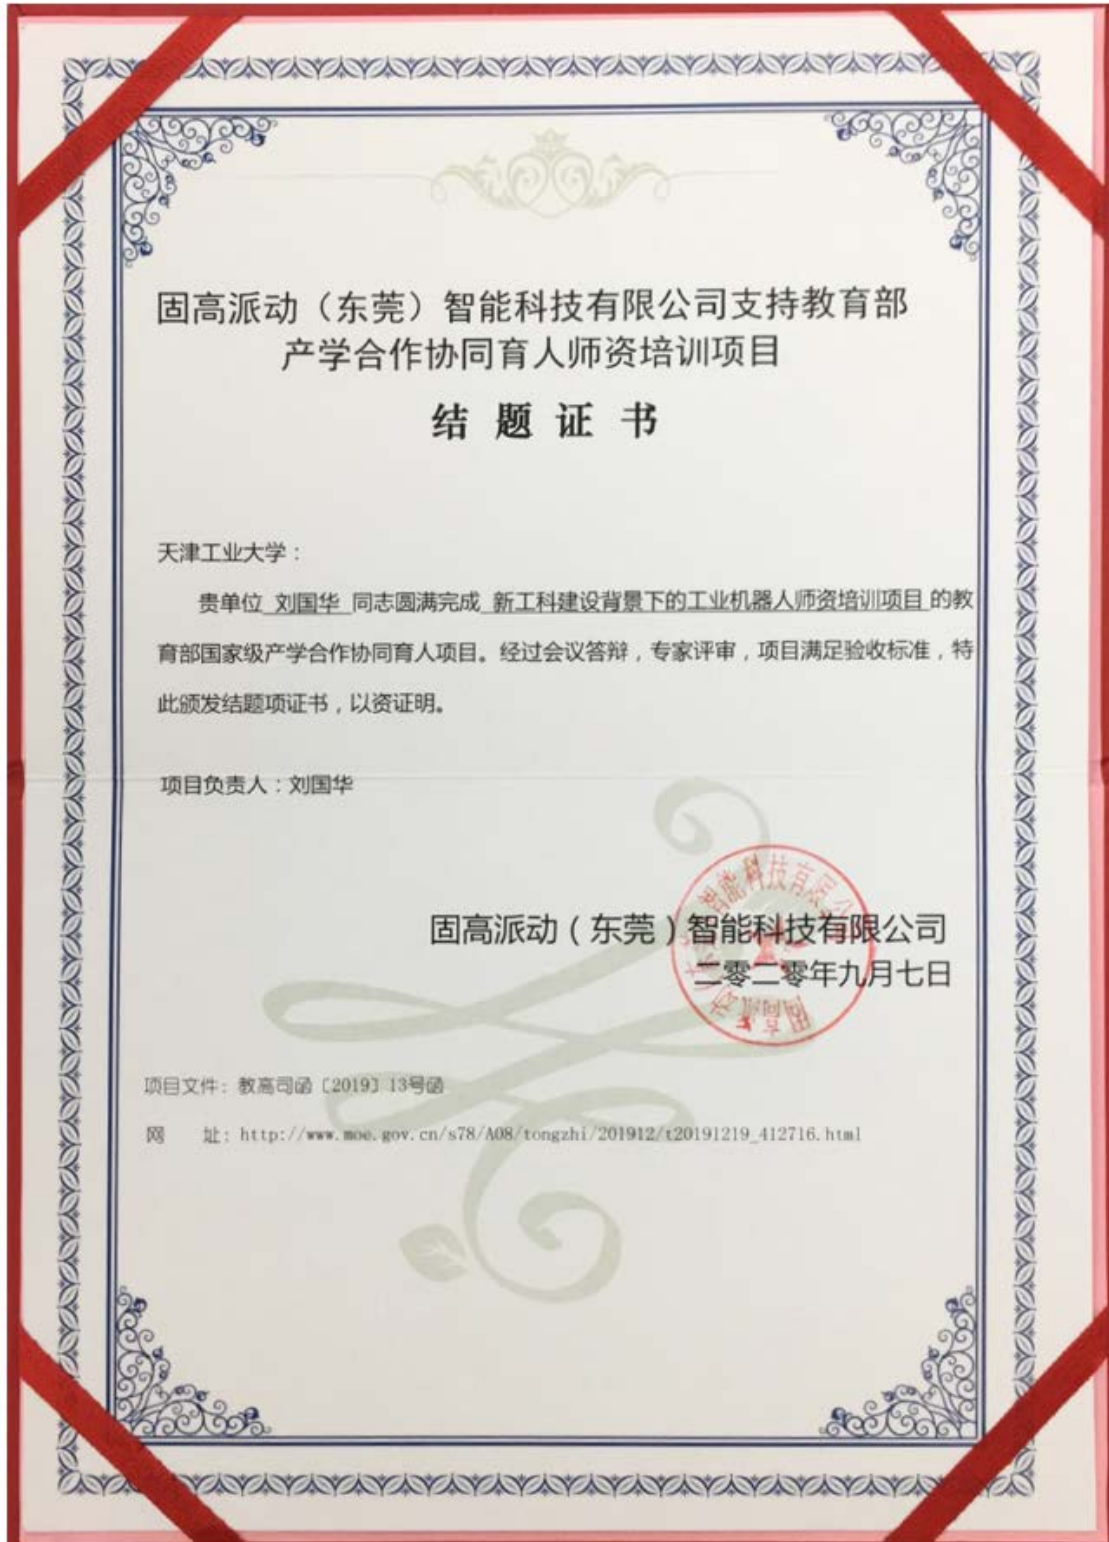 固高派动（东莞）智能科技有限公司支持教育部
产学合作协同育人师资培训项目
结题证书
天津工业大学：
贵单位 刘国华 同志圆满完成 新工科建设背景下的工业机器人师资培训项目 的教
育部国家级产学合作协同育人项目。经过会议答辩，专家评审，项目满足验收标准，特
此颁发结题项证书，以资证明。
项目负责人：刘国华
固高派动（东莞）智能科技有限公司
二零二零年九月七日
项目文件：教高司函〔2019〕13号函
网 址：http://www.moe.gov.cn/s78/A08/tongzhi/201912/t20191219_412716.html